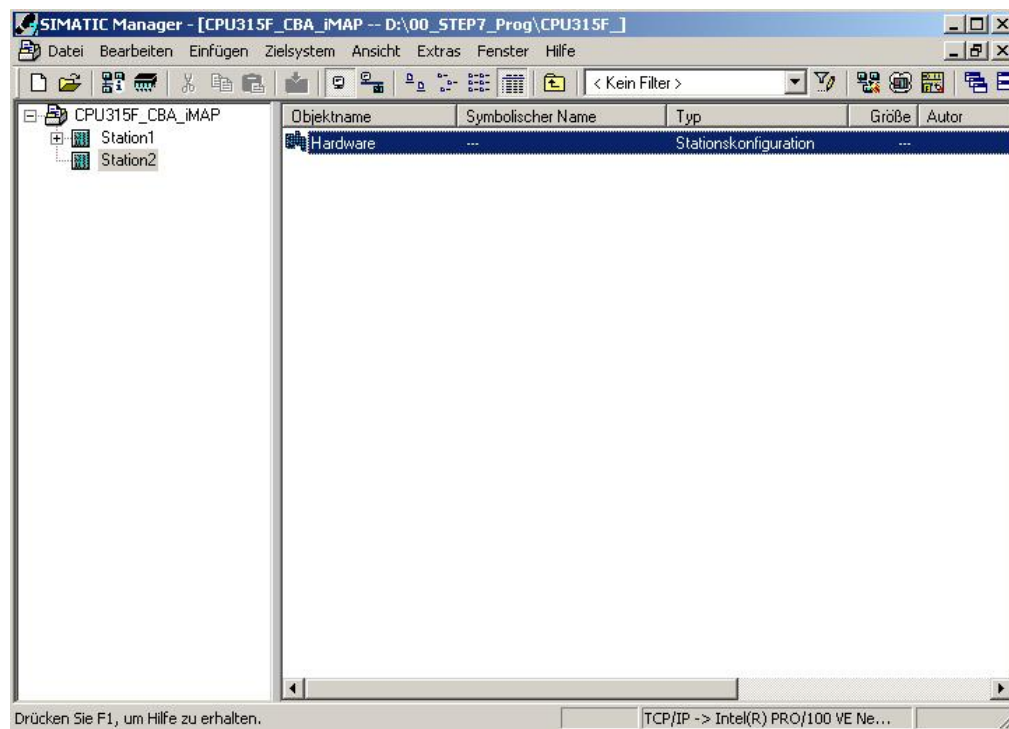 SIMATIC Manager - [CPU315F_CBA_iMAP -- D:\00_STEP7_Prog\CPU315F_]
Datei Bearbeiten Einfügen Zielsystem Ansicht Extras Fenster Hilfe
< Kein Filter >
CPU315F_CBA_iMAP
Station1
Station2
Objektname Symbolischer Name Typ Größe Autor
Hardware --- Stationskonfiguration ---
Drücken Sie F1, um Hilfe zu erhalten. TCP/IP -> Intel(R) PRO/100 VE Ne...